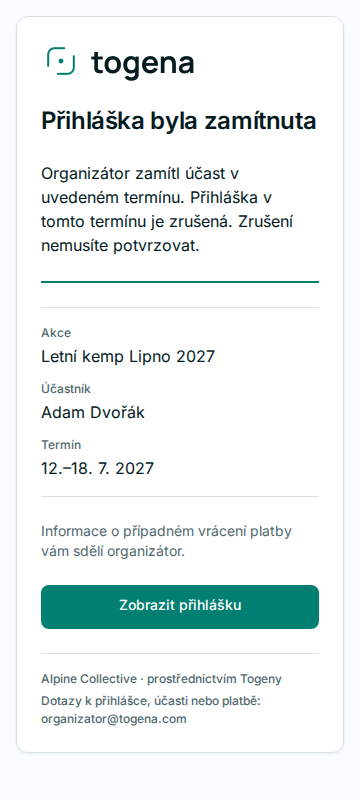 togena
Přihláška byla zamítnuta
Organizátor zamítl účast v
uvedeném termínu. Přihláška v
tomto termínu je zrušená. Zrušení
nemusíte potvrzovat.
Akce
Letní kemp Lipno 2027
Účastník
Adam Dvořák
Termín
12.–18. 7. 2027
Informace o případném vrácení platby
vám sdělí organizátor.
Zobrazit přihlášku
Alpine Collective · prostřednictvím Togeny
Dotazy k přihlášce, účasti nebo platbě:
organizator@togena.com